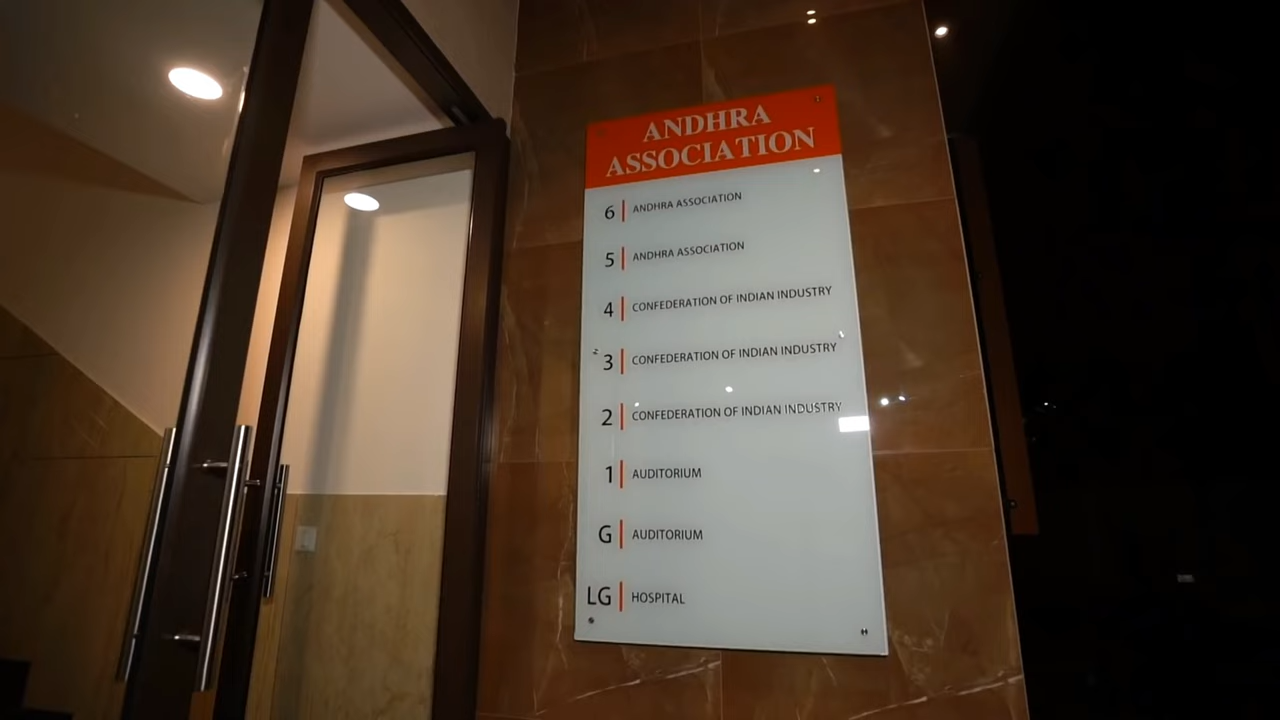 ANDHRA
ASSOCIATION
6 | ANDHRA ASSOCIATION
5 | ANDHRA ASSOCIATION
4 | CONFEDERATION OF INDIAN INDUSTRY
3 | CONFEDERATION OF INDIAN INDUSTRY
2 | CONFEDERATION OF INDIAN INDUSTRY
1 | AUDITORIUM
G | AUDITORIUM
LG | HOSPITAL